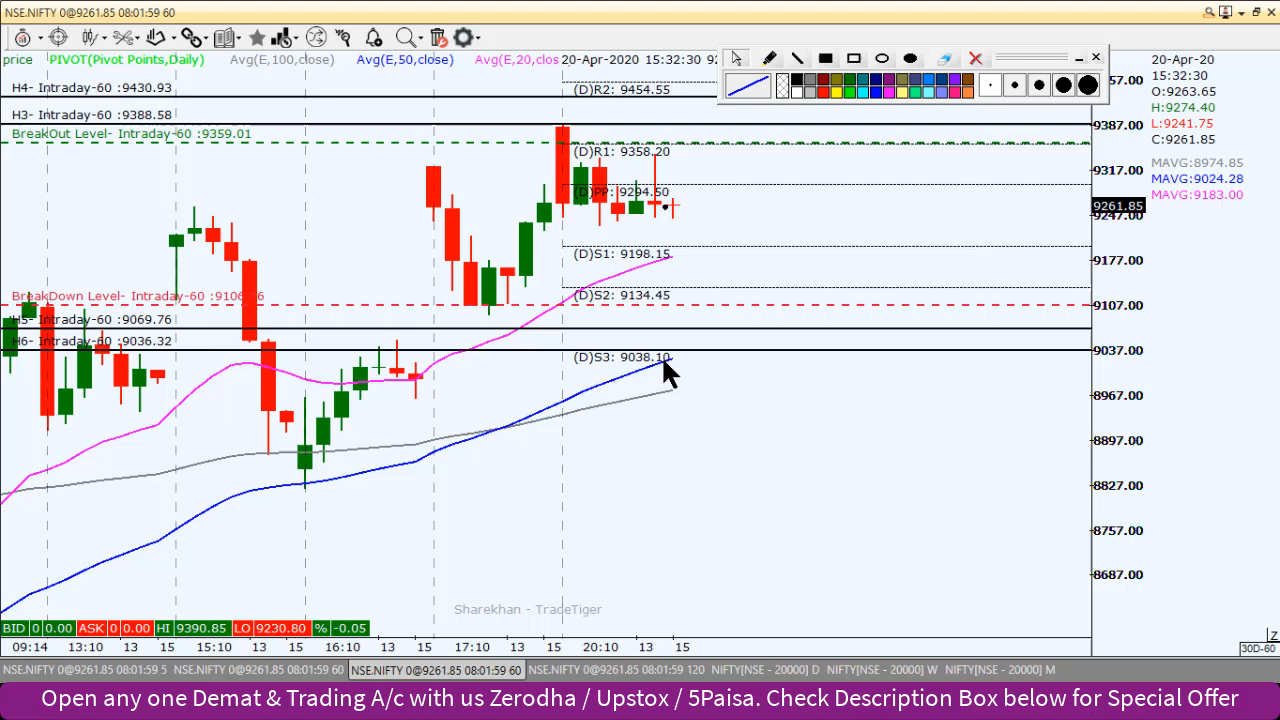 NSE.NIFTY 0@9261.85 08:01:59 60
price PIVOT(Pivot Points,Daily) Avg(E,100,close) Avg(E,50,close) Avg(E,20,clos 20-Apr-2020 15:32:30
H4- Intraday-60 :9430.93
(D)R2: 9454.55
H3- Intraday-60 :9388.58
BreakOut Level- Intraday-60 :9359.01
(D)R1: 9358.20
(D)PP: 9294.50
(D)S1: 9198.15
BreakDown Level- Intraday-60
(D)S2: 9134.45
H5- Intraday-60 :9069.76
H6- Intraday-60 :9036.32
(D)S3: 9038.10
9387.00
9317.00
9261.85
9247.00
9177.00
9107.00
9037.00
8967.00
8897.00
8827.00
8757.00
8687.00
20-Apr-20
15:32:30
O:9263.65
H:9274.40
L:9241.75
C:9261.85
MAVG:8974.85
MAVG:9024.28
MAVG:9183.00
Sharekhan - TradeTiger
BID 0 0.00 ASK 0 0.00 HI 9390.85 LO 9230.80 % -0.05
09:14 13:10 13 15 15:10 13 15 16:10 13 15 17:10 13 15 20:10 13 15
Z
30D-60
NSE.NIFTY 0@9261.85 08:01:59 5 NSE.NIFTY 0@9261.85 08:01:59 60 NSE.NIFTY 0@9261.85 08:01:59 60 NSE.NIFTY 0@9261.85 08:01:59 120 NIFTY[NSE - 20000] D NIFTY[NSE - 20000] W NIFTY[NSE - 20000] M
Open any one Demat & Trading A/c with us Zerodha / Upstox / 5Paisa. Check Description Box below for Special Offer